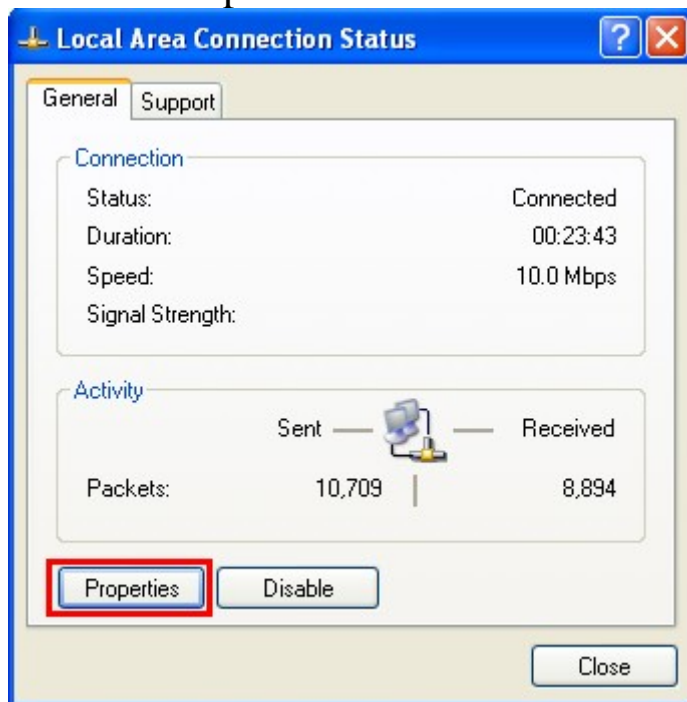 Local Area Connection Status
General Support
Connection
Status: Connected
Duration: 00:23:43
Speed: 10.0 Mbps
Signal Strength:
Activity
Sent Received
Packets: 10,709 8,894
Properties Disable
Close